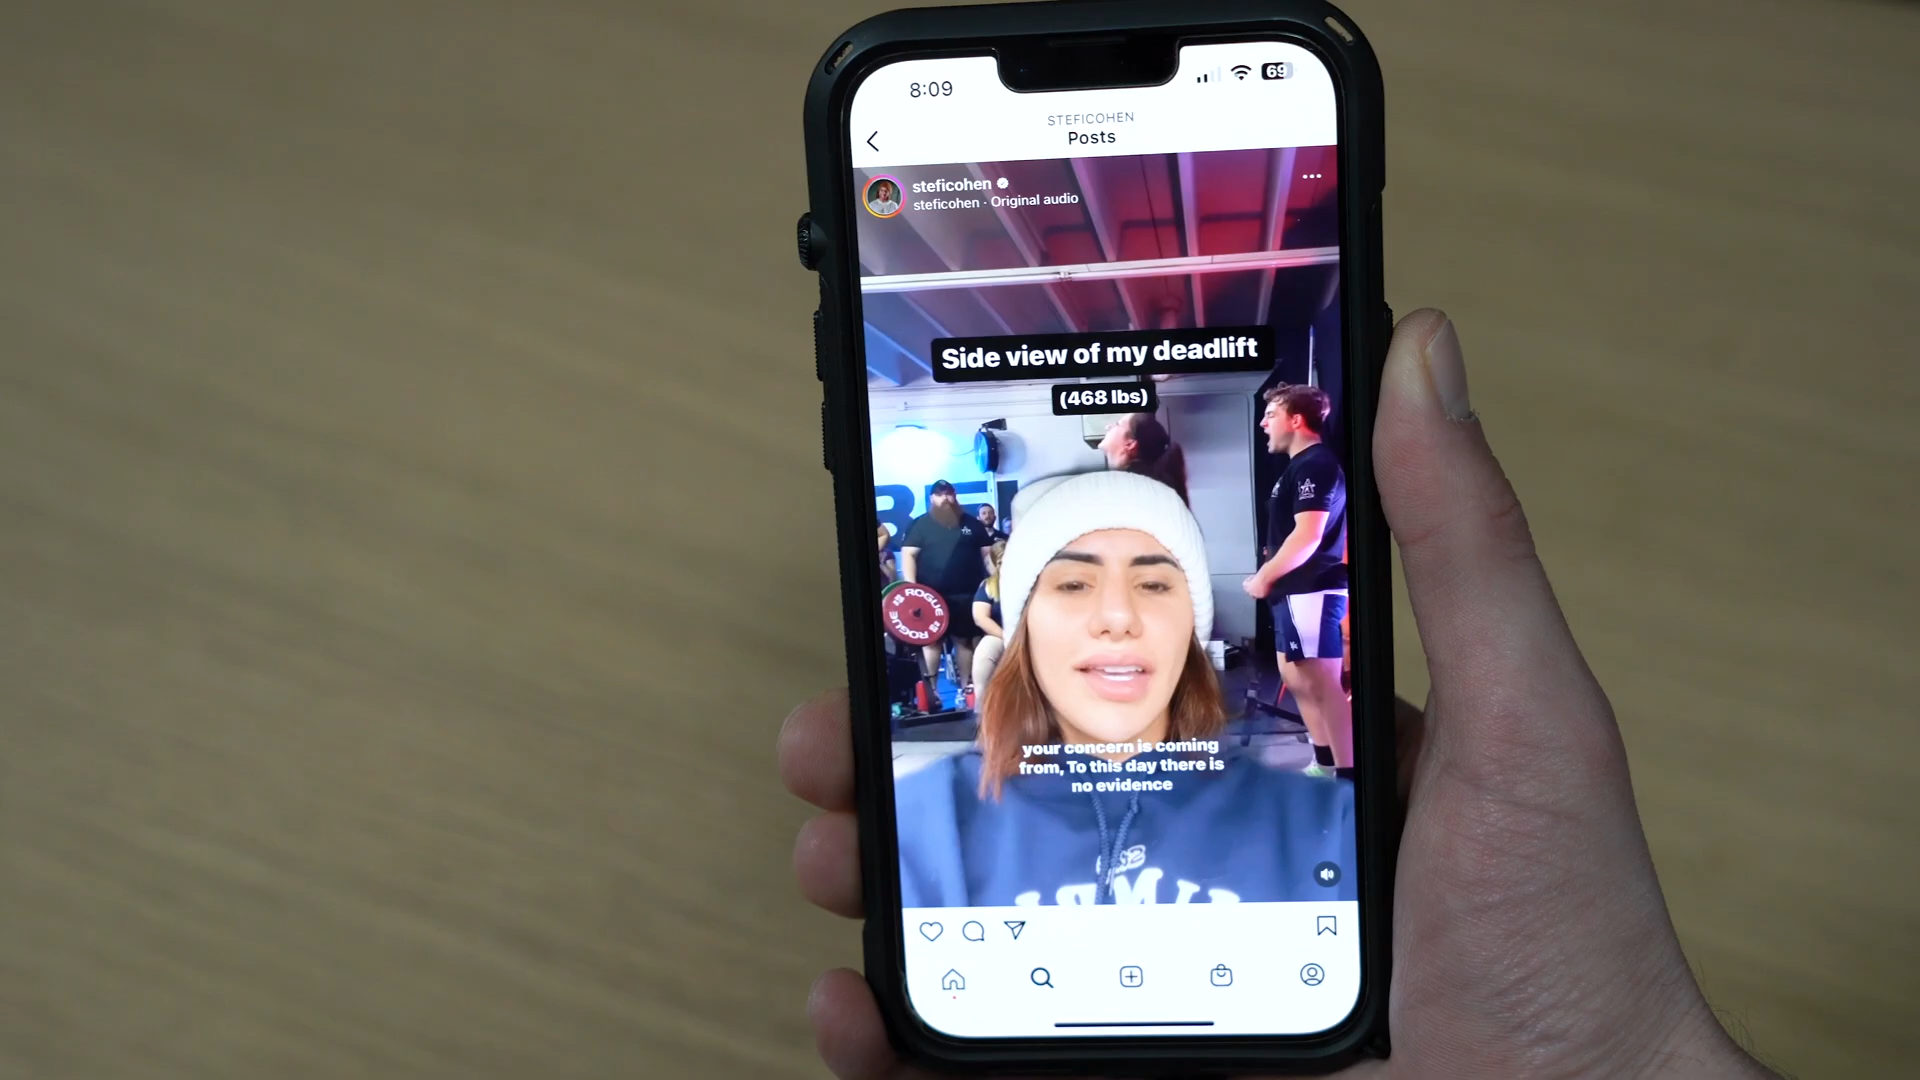 8:09
69
STEFICOHEN
Posts
steficohen
steficohen · Original audio
Side view of my deadlift
(468 lbs)
ROGUE
ROGUE
your concern is coming
from, To this day there is
no evidence